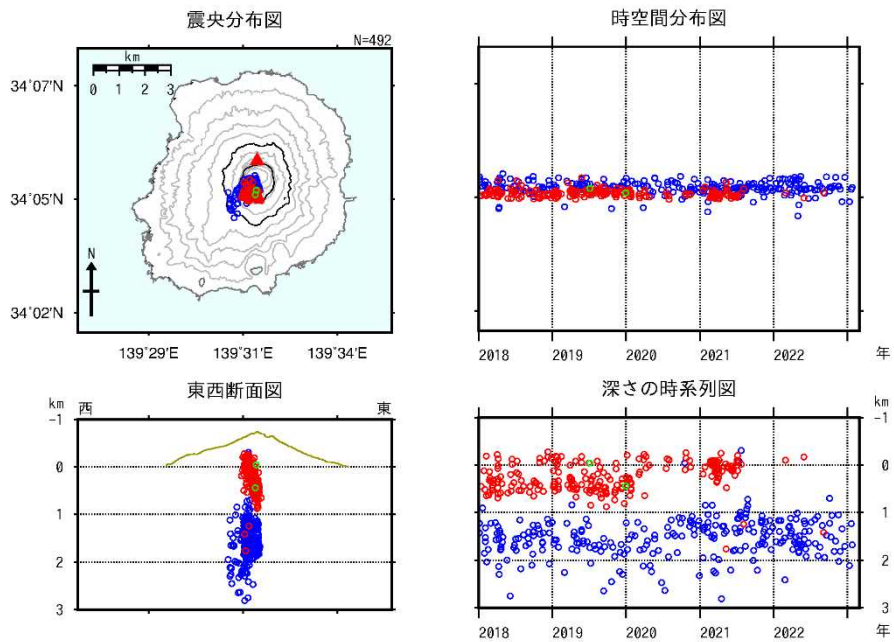 震央分布図
N=492
km
0 1 2 3
34°07'N
34°05'N
34°02'N
N
139°29'E 139°31'E 139°34'E
時空間分布図
2018 2019 2020 2021 2022 年
東西断面図
km 西 東
-1
0
1
2
3
深さの時系列図
km
-1
0
1
2
3
2018 2019 2020 2021 2022 年